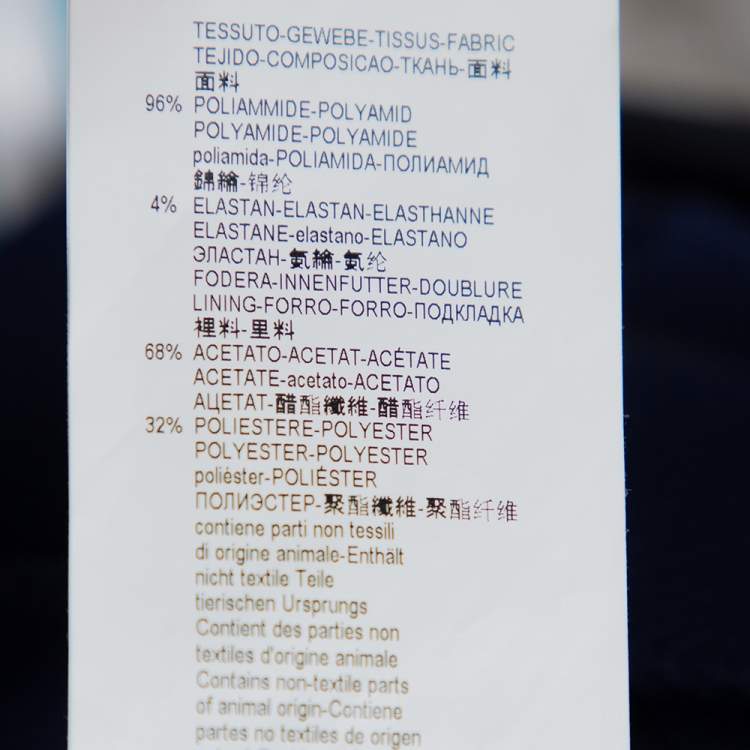 TESSUTO-GEWEBE-TISSUS-FABRIC
TEJIDO-COMPOSICAO-ТКАНЬ-面料
面料
96% POLIAMMIDE-POLYAMID
POLYAMIDE-POLYAMIDE
poliamida-POLIAMIDA-ПОЛИАМИД
錦綸-锦纶
4% ELASTAN-ELASTAN-ELASTHANNE
ELASTANE-elastano-ELASTANO
ЭЛАСТАН-氨綸-氨纶
FODERA-INNENFUTTER-DOUBLURE
LINING-FORRO-FORRO-ПОДКЛАДКА
裡料-里料
68% ACETATO-ACETAT-ACÉTATE
ACETATE-acetato-ACETATO
АЦЕТАТ-醋酯纖維-醋酯纤维
32% POLIESTERE-POLYESTER
POLYESTER-POLYESTER
poliéster-POLIÉSTER
ПОЛИЭСТЕР-聚酯纖維-聚酯纤维
contiene parti non tessili
di origine animale-Enthält
nicht textile Teile
tierischen Ursprungs
Contient des parties non
textiles d'origine animale
Contains non-textile parts
of animal origin-Contiene
partes no textiles de origen